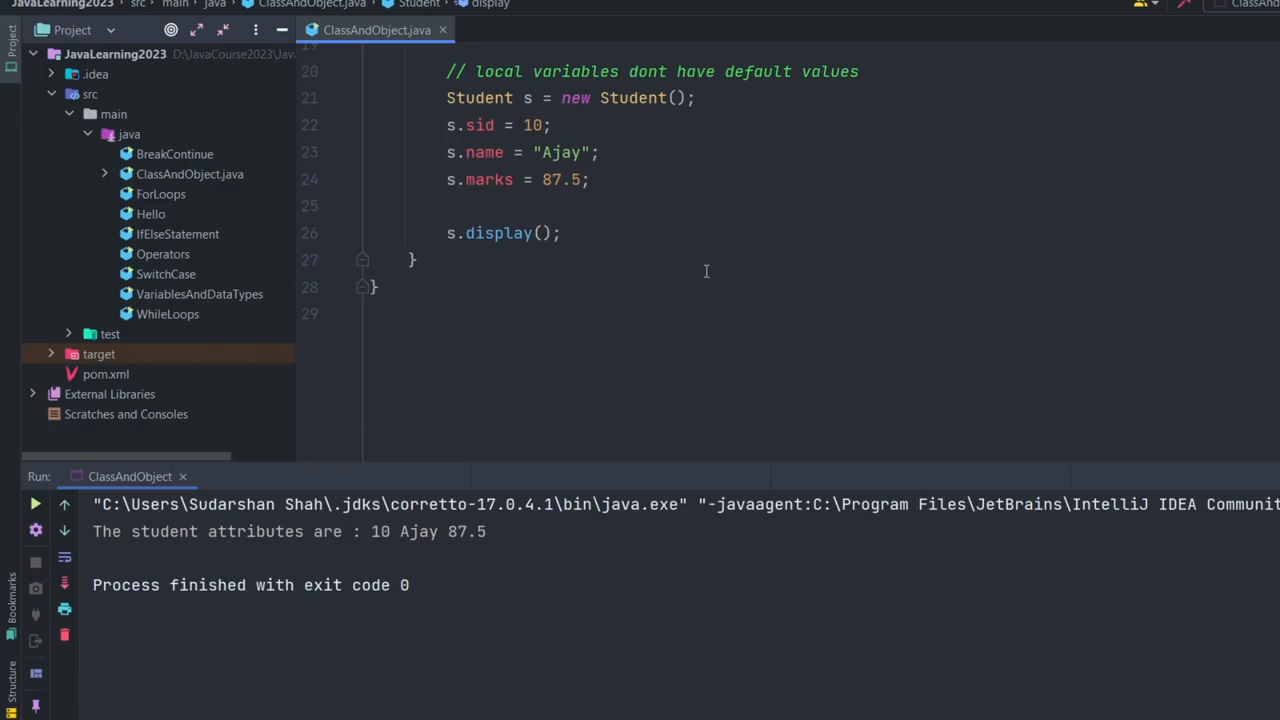 JavaLearning2023 src main java ClassAndObject.java Student display
Project
ClassAndObject.java
Project
JavaLearning2023 D:\JavaCourse2023\Jav
.idea
src
main
java
BreakContinue
ClassAndObject.java
ForLoops
Hello
IfElseStatement
Operators
SwitchCase
VariablesAndDataTypes
WhileLoops
test
target
pom.xml
External Libraries
Scratches and Consoles
19
20 // local variables dont have default values
21 Student s = new Student();
22 s.sid = 10;
23 s.name = "Ajay";
24 s.marks = 87.5;
25
26 s.display();
27 }
28 }
29
Run: ClassAndObject
"C:\Users\Sudarshan Shah\.jdks\corretto-17.0.4.1\bin\java.exe" "-javaagent:C:\Program Files\JetBrains\IntelliJ IDEA Communit
The student attributes are : 10 Ajay 87.5
Process finished with exit code 0
Bookmarks
Structure